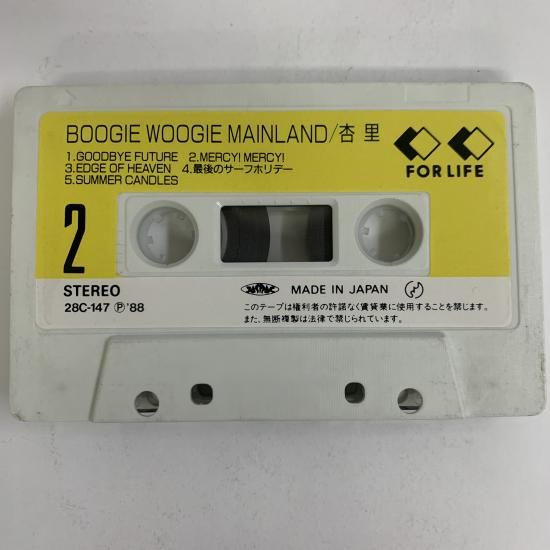 BOOGIE WOOGIE MAINLAND/杏 里
1.GOODBYE FUTURE 2.MERCY! MERCY!
3.EDGE OF HEAVEN 4.最後のサーフホリデー
5.SUMMER CANDLES
FOR LIFE
2
STEREO
28C-147 Ⓟ'88
MADE IN JAPAN
このテープは権利者の許諾なく賃貸業に使用することを禁じます。
また、無断複製は法律で禁じられています。